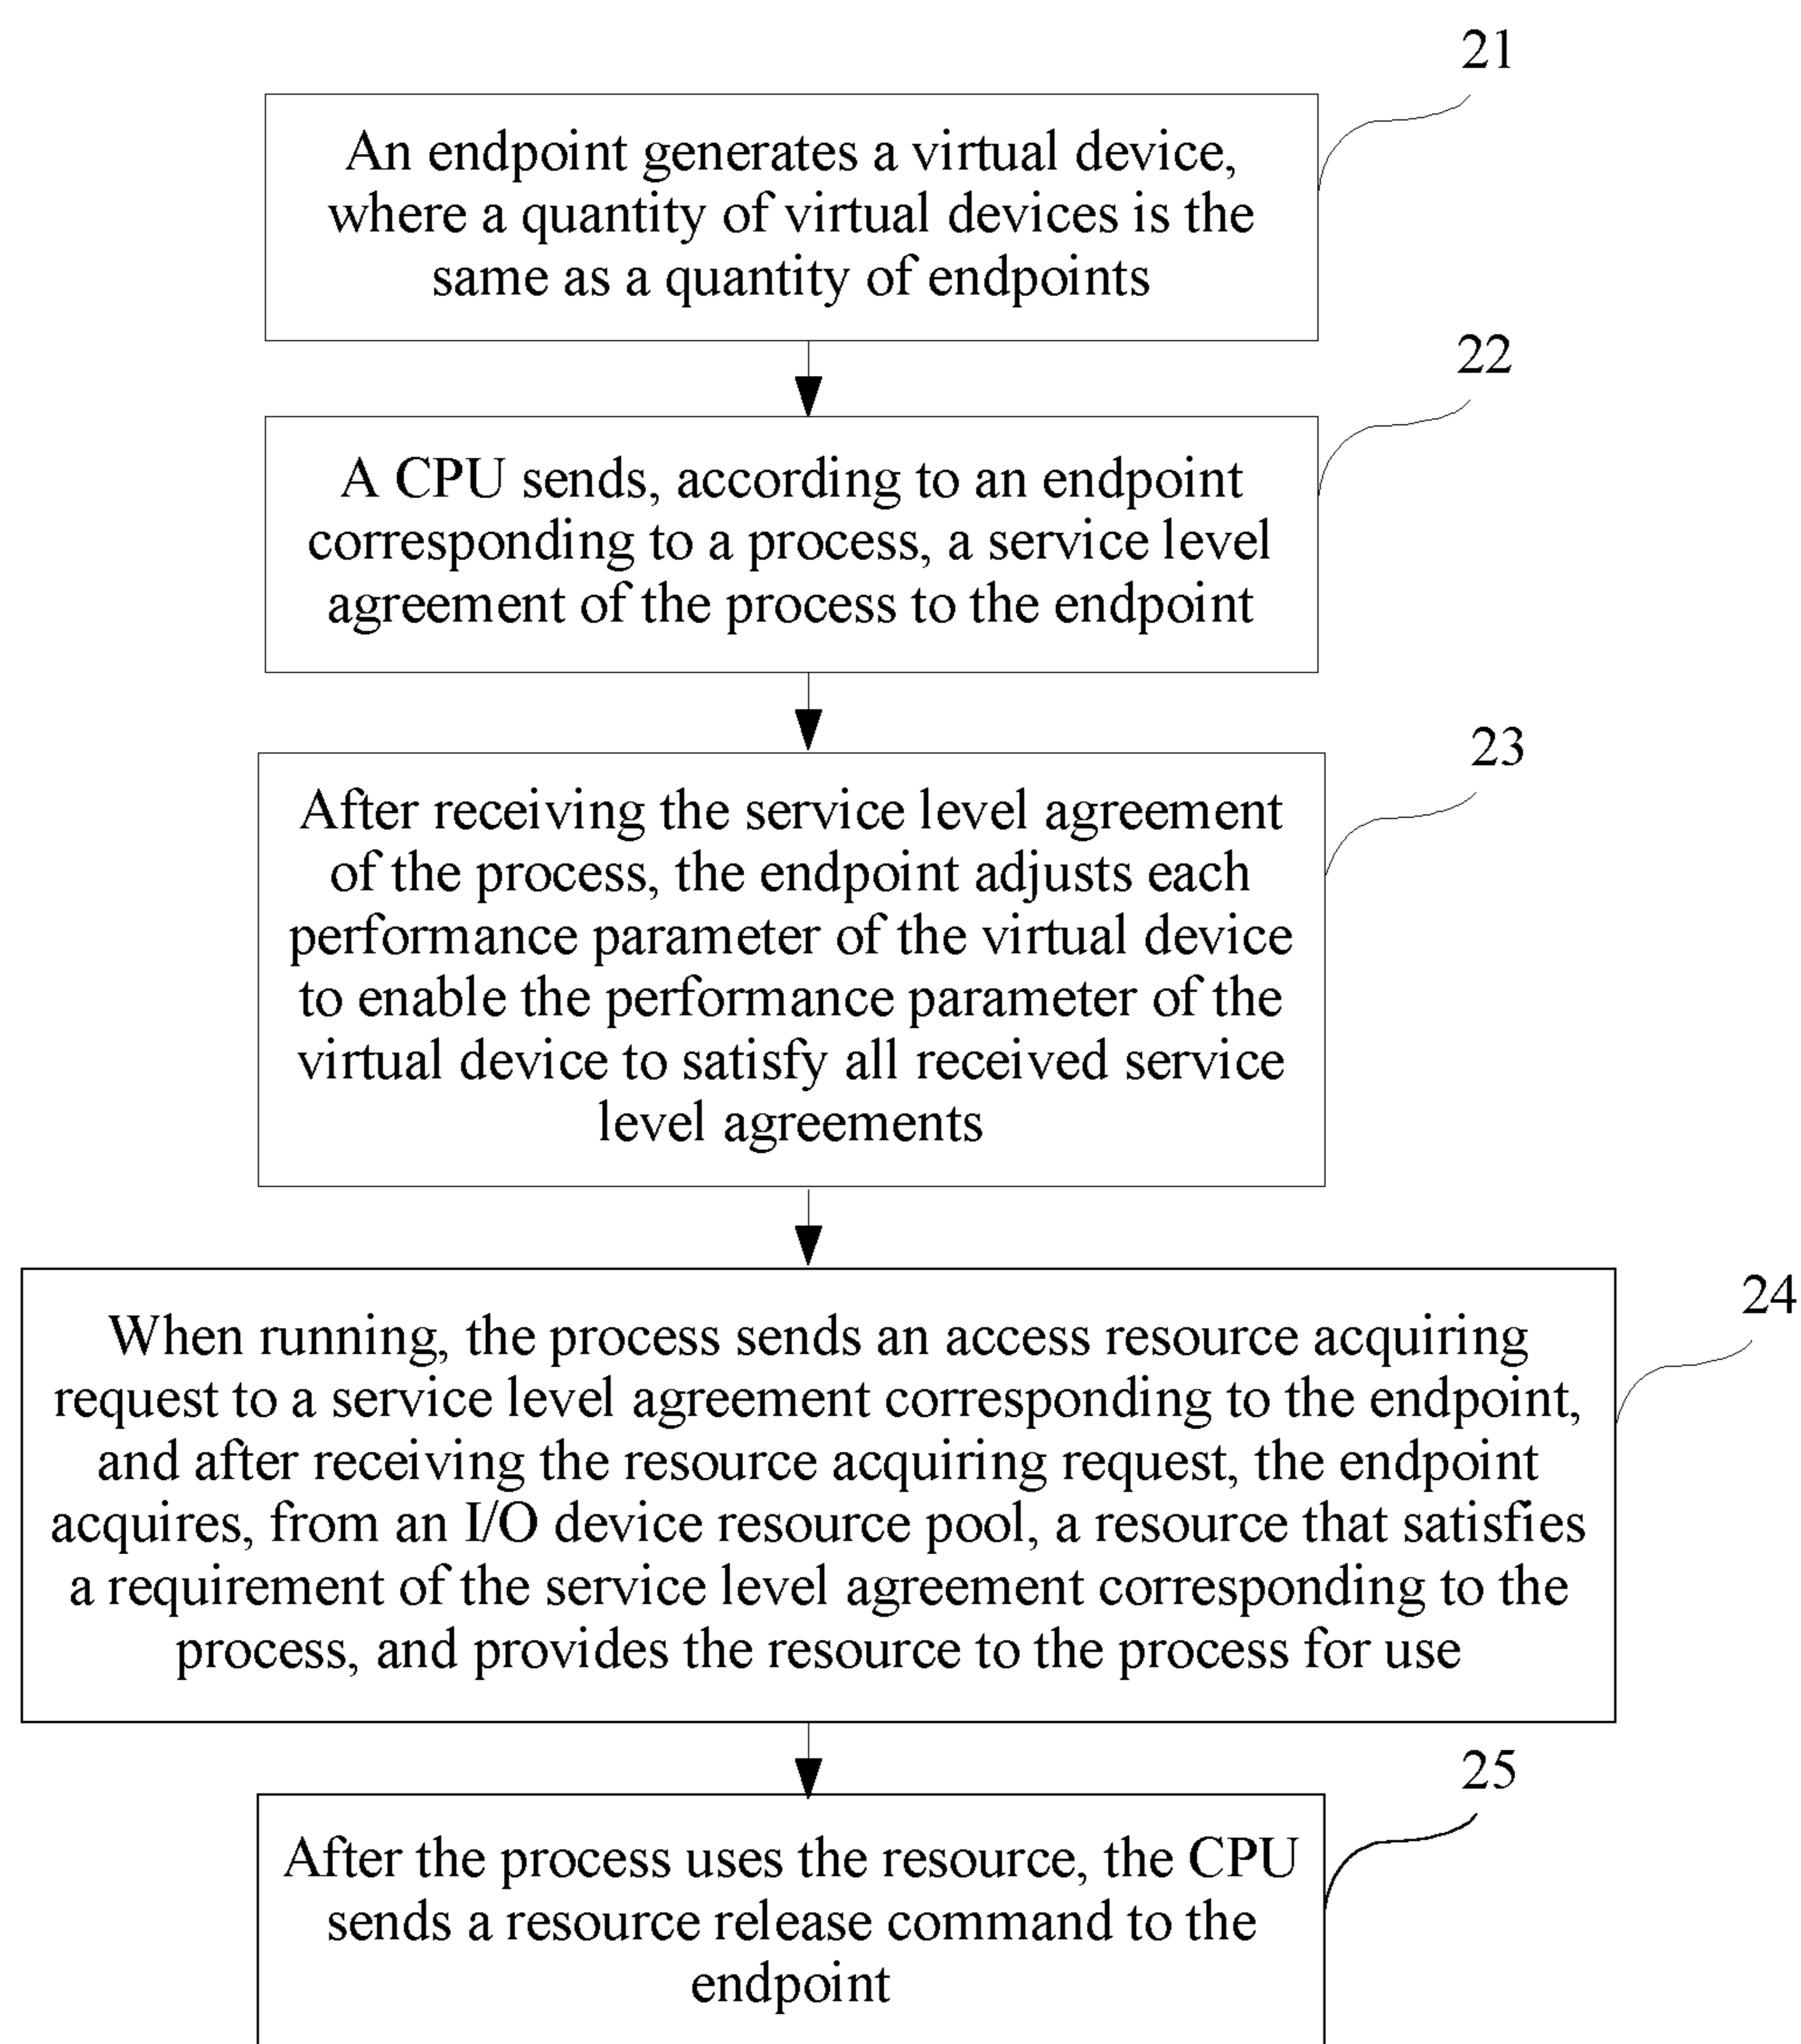 21
An endpoint generates a virtual device,
where a quantity of virtual devices is the
same as a quantity of endpoints
22
A CPU sends, according to an endpoint
corresponding to a process, a service level
agreement of the process to the endpoint
23
After receiving the service level agreement
of the process, the endpoint adjusts each
performance parameter of the virtual device
to enable the performance parameter of the
virtual device to satisfy all received service
level agreements
24
When running, the process sends an access resource acquiring
request to a service level agreement corresponding to the endpoint,
and after receiving the resource acquiring request, the endpoint
acquires, from an I/O device resource pool, a resource that satisfies
a requirement of the service level agreement corresponding to the
process, and provides the resource to the process for use
25
After the process uses the resource, the CPU
sends a resource release command to the
endpoint